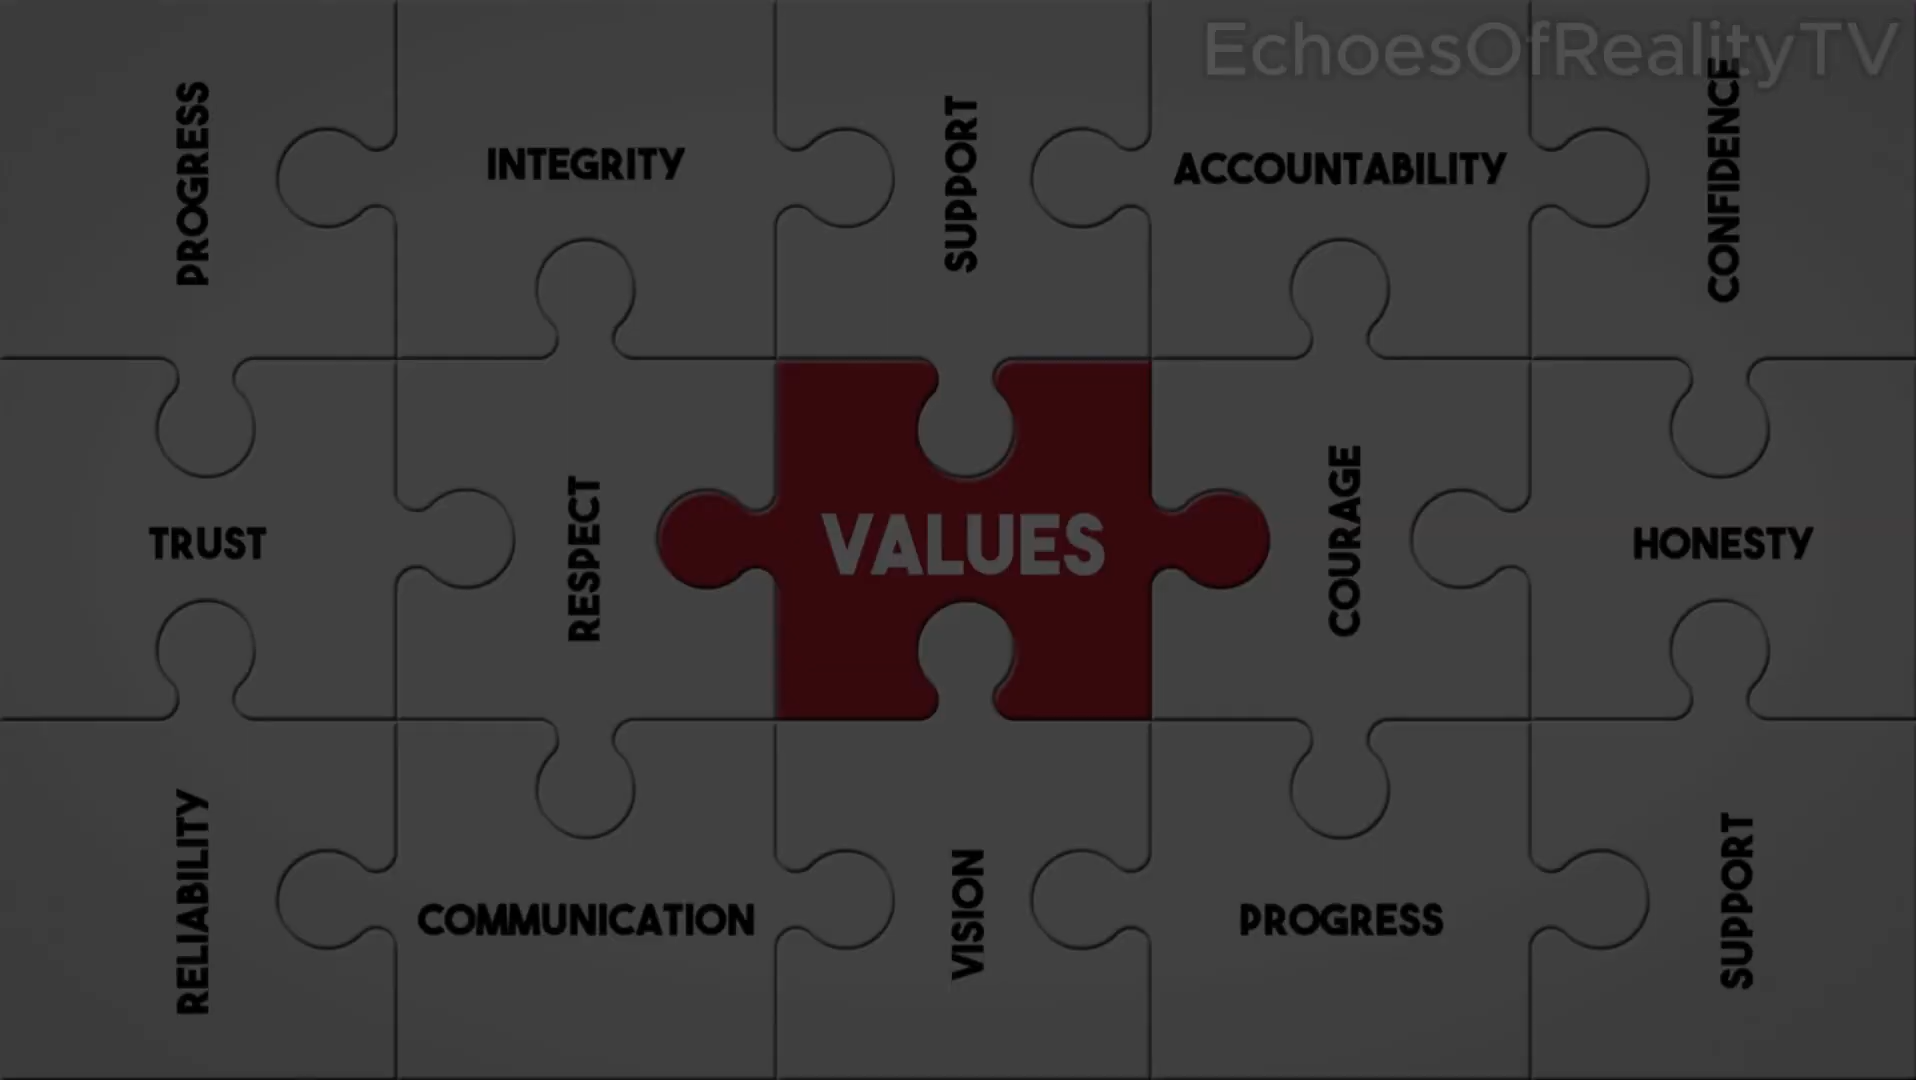 EchoesOfRealityTV
PROGRESS
INTEGRITY
SUPPORT
ACCOUNTABILITY
CONFIDENCE
TRUST
RESPECT
VALUES
COURAGE
HONESTY
RELIABILITY
COMMUNICATION
VISION
PROGRESS
SUPPORT